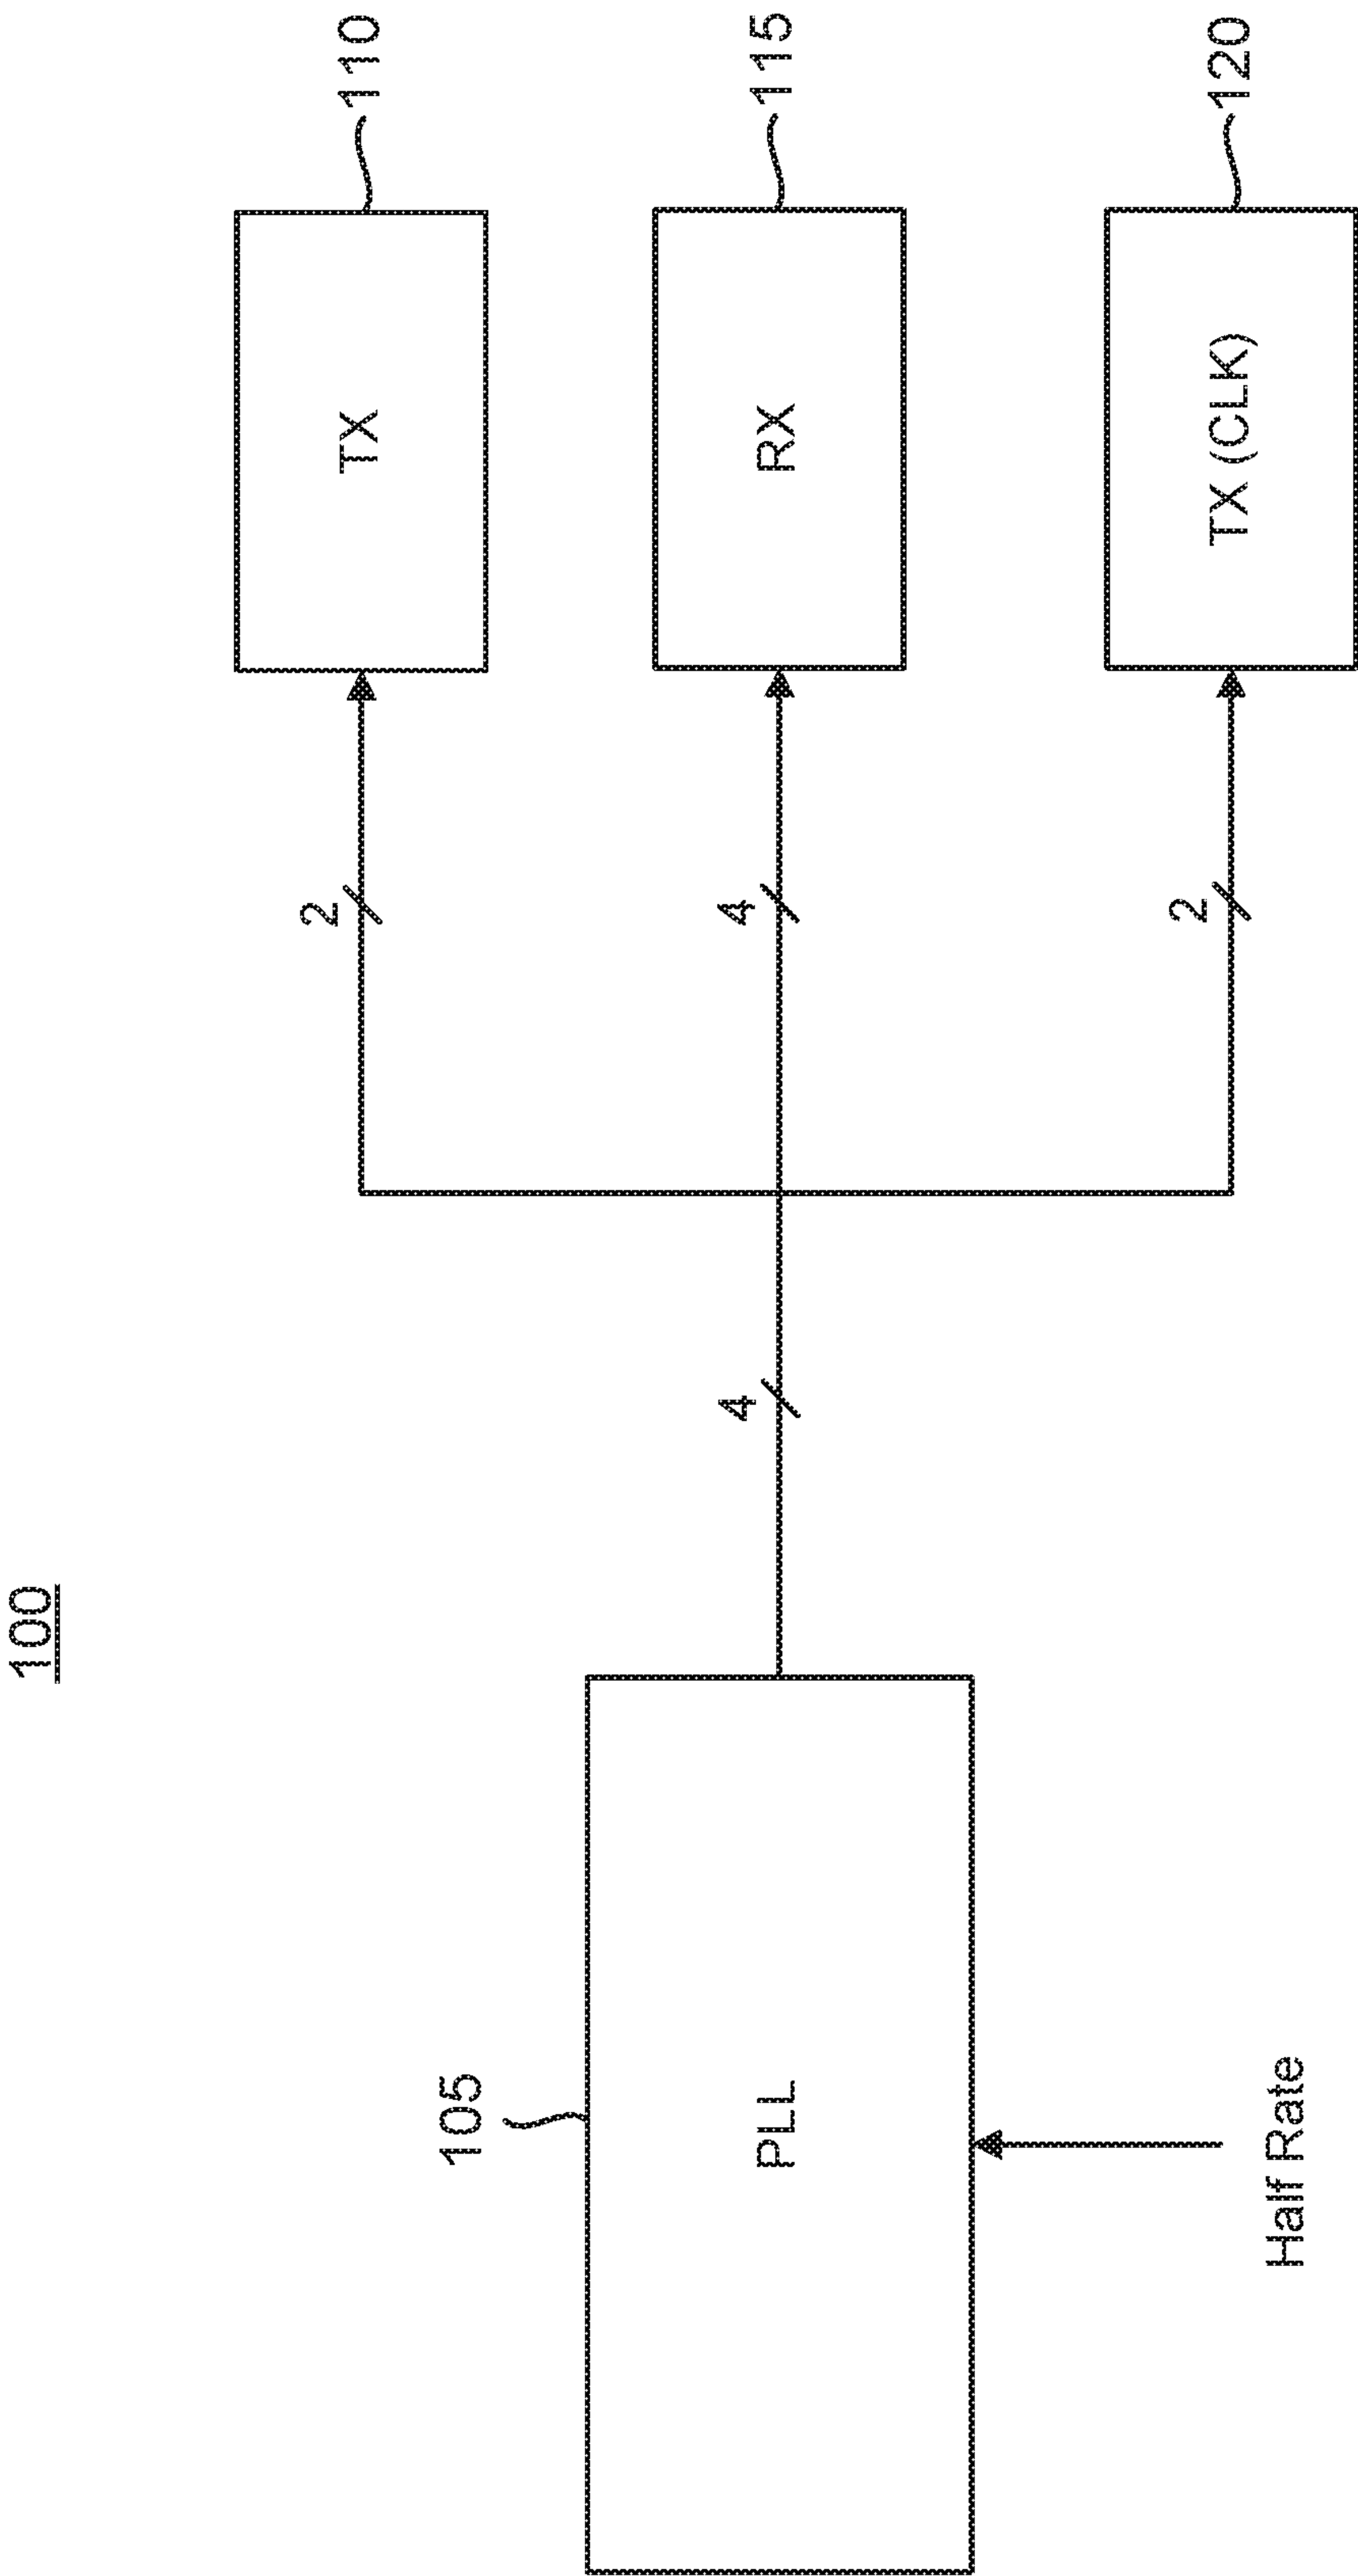 100
105
PLL
Half Rate
4
2
4
2
TX
110
RX
115
TX (CLK)
120